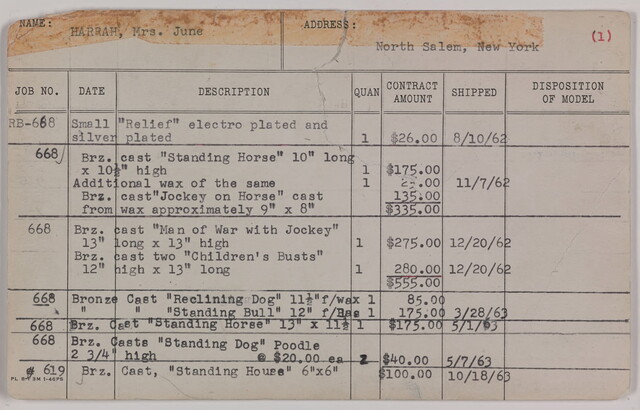 NAME: HARRAH, Mrs. June ADDRESS: North Salem, New York (1)
JOB NO. DATE DESCRIPTION QUAN CONTRACT AMOUNT SHIPPED DISPOSITION OF MODEL
RB-668 Small "Relief" electro plated and
silver plated 1 $26.00 8/10/62
668 Brz. cast "Standing Horse" 10" long
x 10½" high 1 $175.00
Additional wax of the same 1 11/7/62
Brz. cast"Jockey on Horse" cast 135.00
from wax approximately 9" x 8" $335.00
668 Brz. cast "Man of War with Jockey"
13" long x 13" high 1 $275.00 12/20/62
Brz. cast two "Children's Busts"
12" high x 13" long 1 280.00 12/20/62
$555.00
668 Bronze Cast "Reclining Dog" 11½"f/wax 1 85.00
" " "Standing Bull" 12" f/ 1 175.00 3/28/63
668 Brz. Cast "Standing Horse" 13" x 11½ 1 $175.00 5/1/63
668 Brz. Casts "Standing Dog" Poodle
2 3/4" high @ $20.00 ea 2 $40.00 5/7/63
# 619 Brz. Cast, "Standing House" 6"x6" $100.00 10/18/63